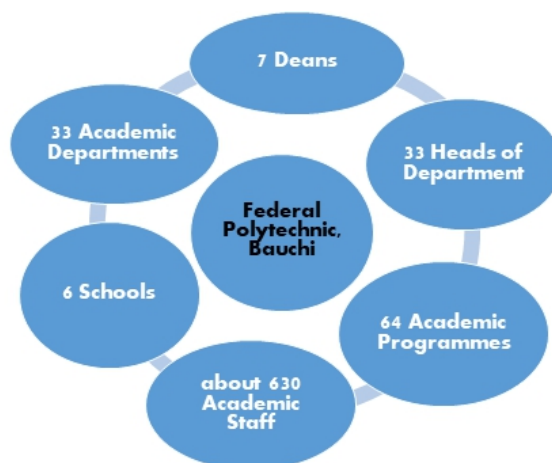 7 Deans
33 Academic
Departments
33 Heads of
Department
Federal
Polytechnic,
Bauchi
6 Schools
64 Academic
Programmes
about 630
Academic
Staff